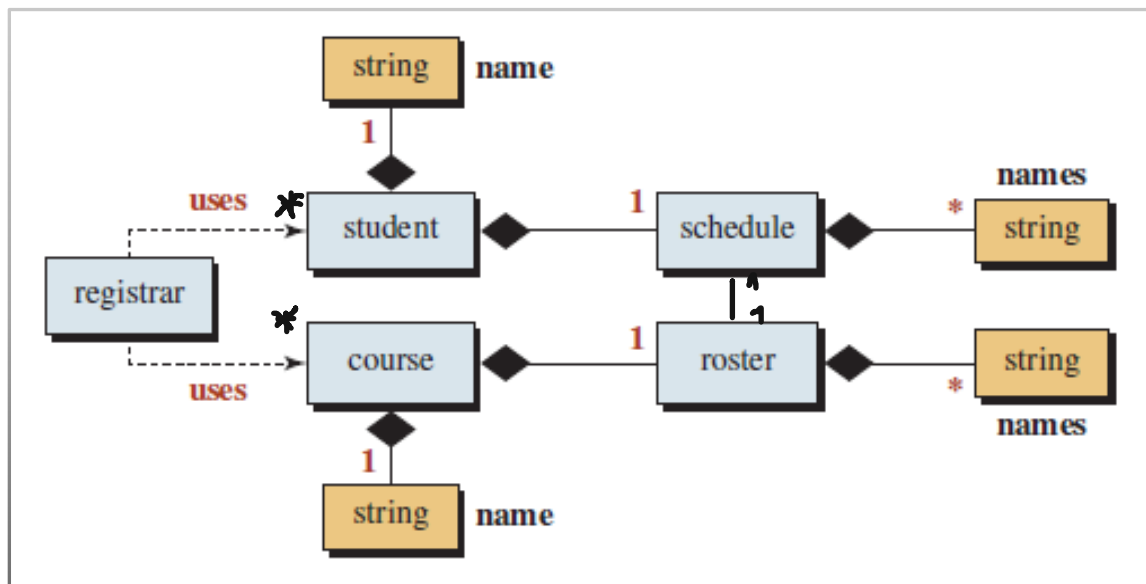 string name
1
names
uses * 1 *
student schedule string
registrar
1
* 1
1
course roster string
uses *
names
1
string name